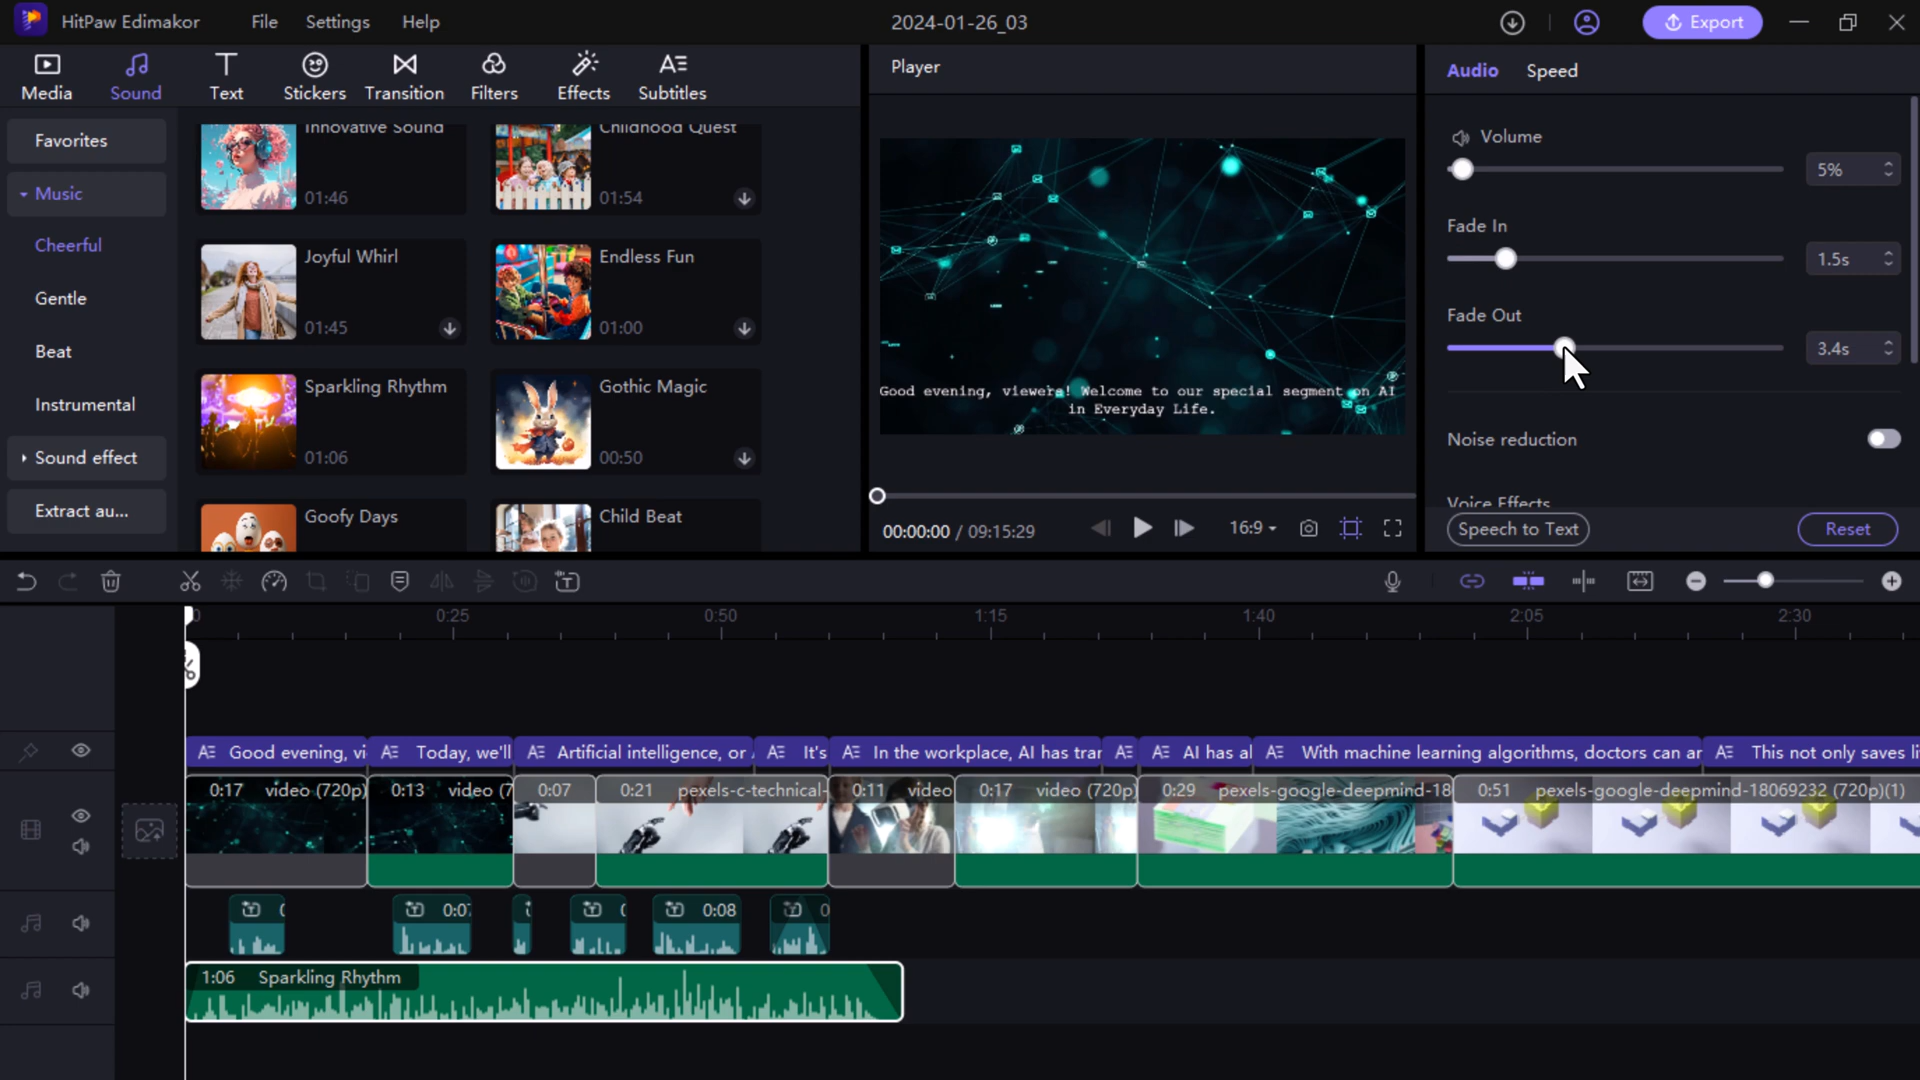 HitPaw Edimakor
File
Settings
Help
2024-01-26_03
Export
Media
Sound
Text
Stickers
Transition
Filters
Effects
Subtitles
Player
Audio
Speed
Favorites
Music
Cheerful
Gentle
Beat
Instrumental
Sound effect
Extract au...
Innovative Sound
01:46
Childhood Quest
01:54
Joyful Whirl
01:45
Endless Fun
01:00
Sparkling Rhythm
01:06
Gothic Magic
00:50
Goofy Days
Child Beat
Good evening, viewers! Welcome to our special segment on AI
in Everyday Life.
00:00:00 / 09:15:29
16:9
Volume
5%
Fade In
1.5s
Fade Out
3.4s
Noise reduction
Voice Effects
Speech to Text
Reset
0:25
0:50
1:15
1:40
2:05
2:30
Good evening, vi
Today, we'll
Artificial intelligence, or
It's
In the workplace, AI has trar
AI has al
With machine learning algorithms, doctors can ar
This not only saves li
0:17 video (720p)
0:13 video (7
0:07
0:21 pexels-c-technical-
0:11 video
0:17 video (720p)
0:29 pexels-google-deepmind-18
0:51 pexels-google-deepmind-18069232 (720p)(1)
0:07
0:08
1:06 Sparkling Rhythm